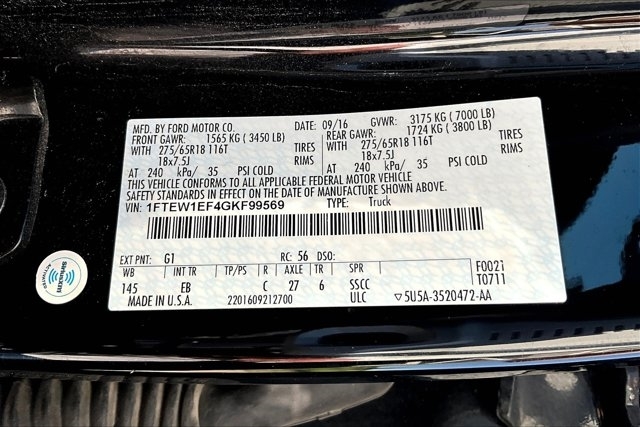 MFD. BY FORD MOTOR CO. DATE: 09/16 GVWR: 3175 KG ( 7000 LB)
FRONT GAWR: 1565 KG ( 3450 LB) REAR GAWR: 1724 KG ( 3800 LB)
WITH 275/65R18 116T TIRES WITH 275/65R18 116T TIRES
18x7.5J RIMS 18x7.5J RIMS
AT 240 kPa/ 35 PSI COLD AT 240 kPa/ 35 PSI COLD
THIS VEHICLE CONFORMS TO ALL APPLICABLE FEDERAL MOTOR VEHICLE
SAFETY STANDARDS IN EFFECT ON THE DATE OF MANUFACTURE SHOWN ABOVE.
VIN: 1FTEW1EF4GKF99569 TYPE: Truck
EXT PNT: G1 RC: 56 DSO:
WB INT TR TP/PS R AXLE TR SPR F0021
145 EB C 27 6 SSCC T0711
MADE IN U.S.A. 2201609212700 ULC ▽5U5A-3520472-AA
SiriusXM